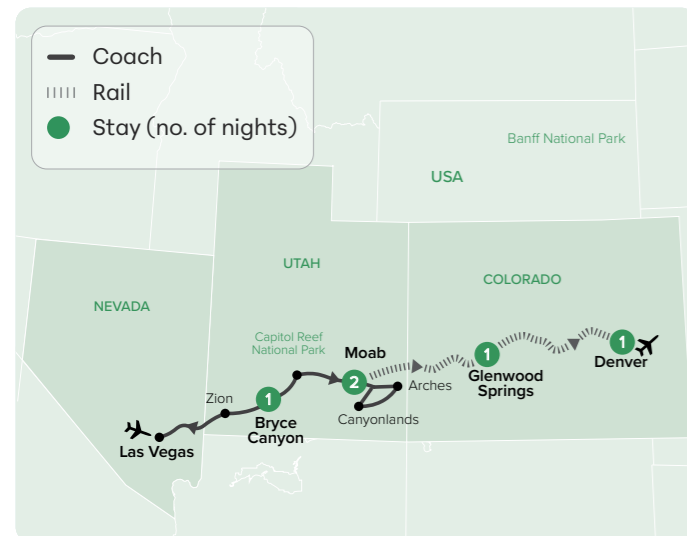 Coach
Rail
Stay (no. of nights)
Banff National Park
USA
UTAH
COLORADO
NEVADA
Capitol Reef
National Park
Moab
1
1
Denver
2
Glenwood
Springs
Arches
Zion
1
Canyonlands
Bryce
Canyon
Las Vegas